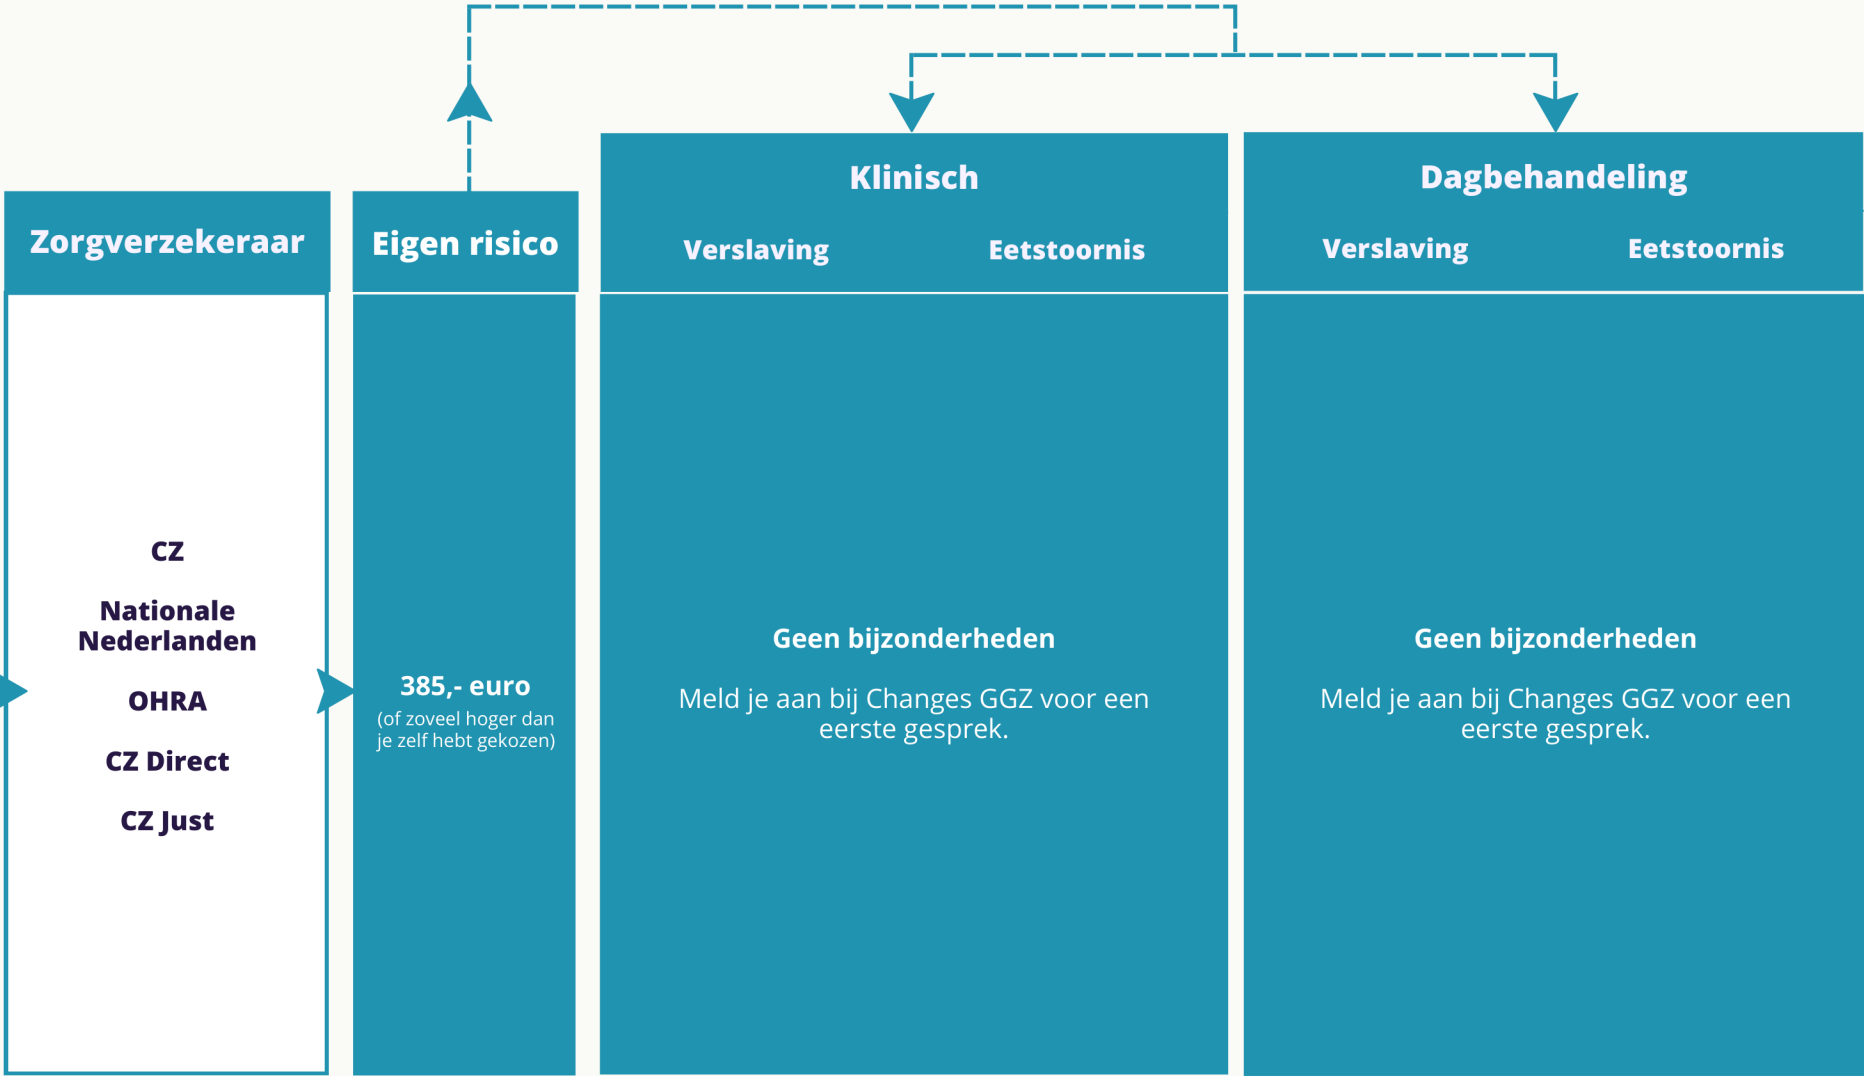 Zorgverzekeraar
Eigen risico
Klinisch
Verslaving Eetstoornis
Dagbehandeling
Verslaving Eetstoornis
CZ
Nationale
Nederlanden
OHRA
CZ Direct
CZ Just
385,- euro
(of zoveel hoger dan
je zelf hebt gekozen)
Geen bijzonderheden
Meld je aan bij Changes GGZ voor een
eerste gesprek.
Geen bijzonderheden
Meld je aan bij Changes GGZ voor een
eerste gesprek.